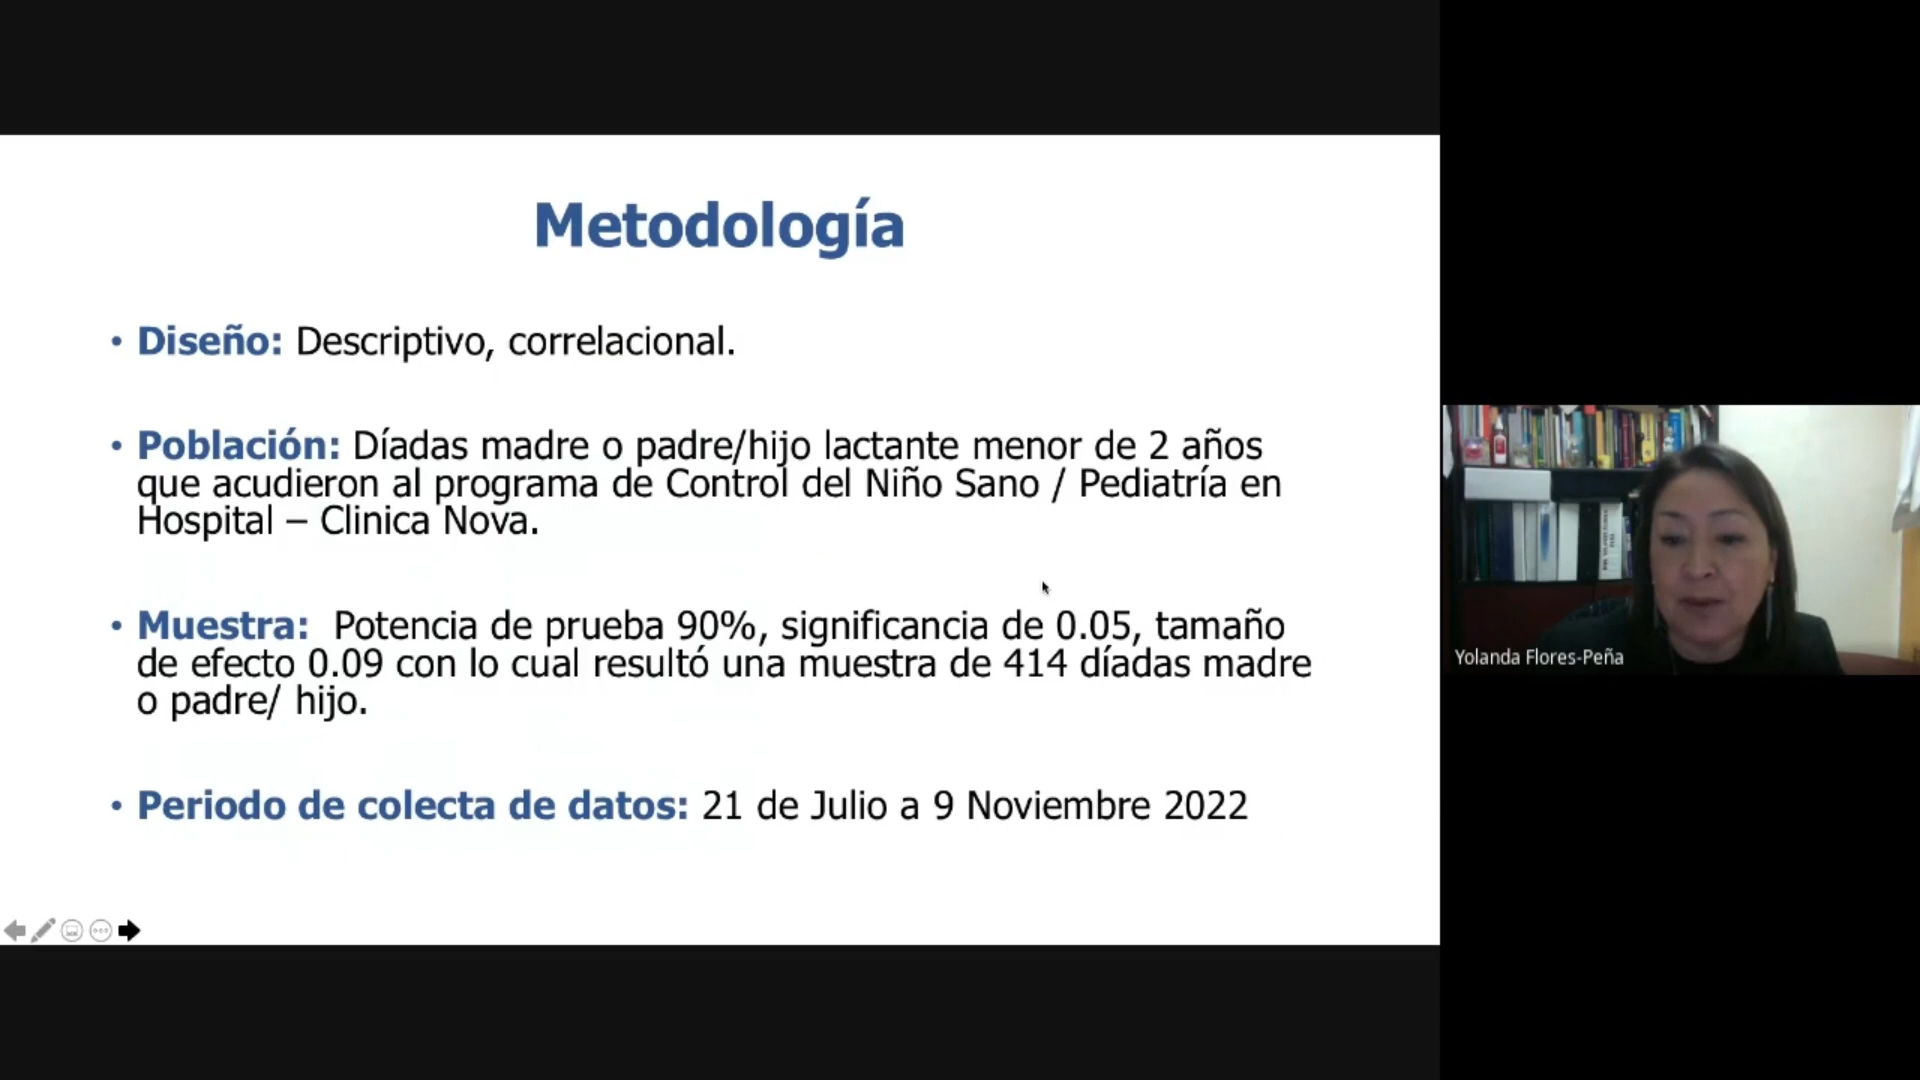 Metodología
• Diseño: Descriptivo, correlacional.
• Población: Díadas madre o padre/hijo lactante menor de 2 años
que acudieron al programa de Control del Niño Sano / Pediatría en
Hospital – Clinica Nova.
• Muestra: Potencia de prueba 90%, significancia de 0.05, tamaño
de efecto 0.09 con lo cual resultó una muestra de 414 díadas madre
o padre/ hijo.
• Periodo de colecta de datos: 21 de Julio a 9 Noviembre 2022
Yolanda Flores-Peña